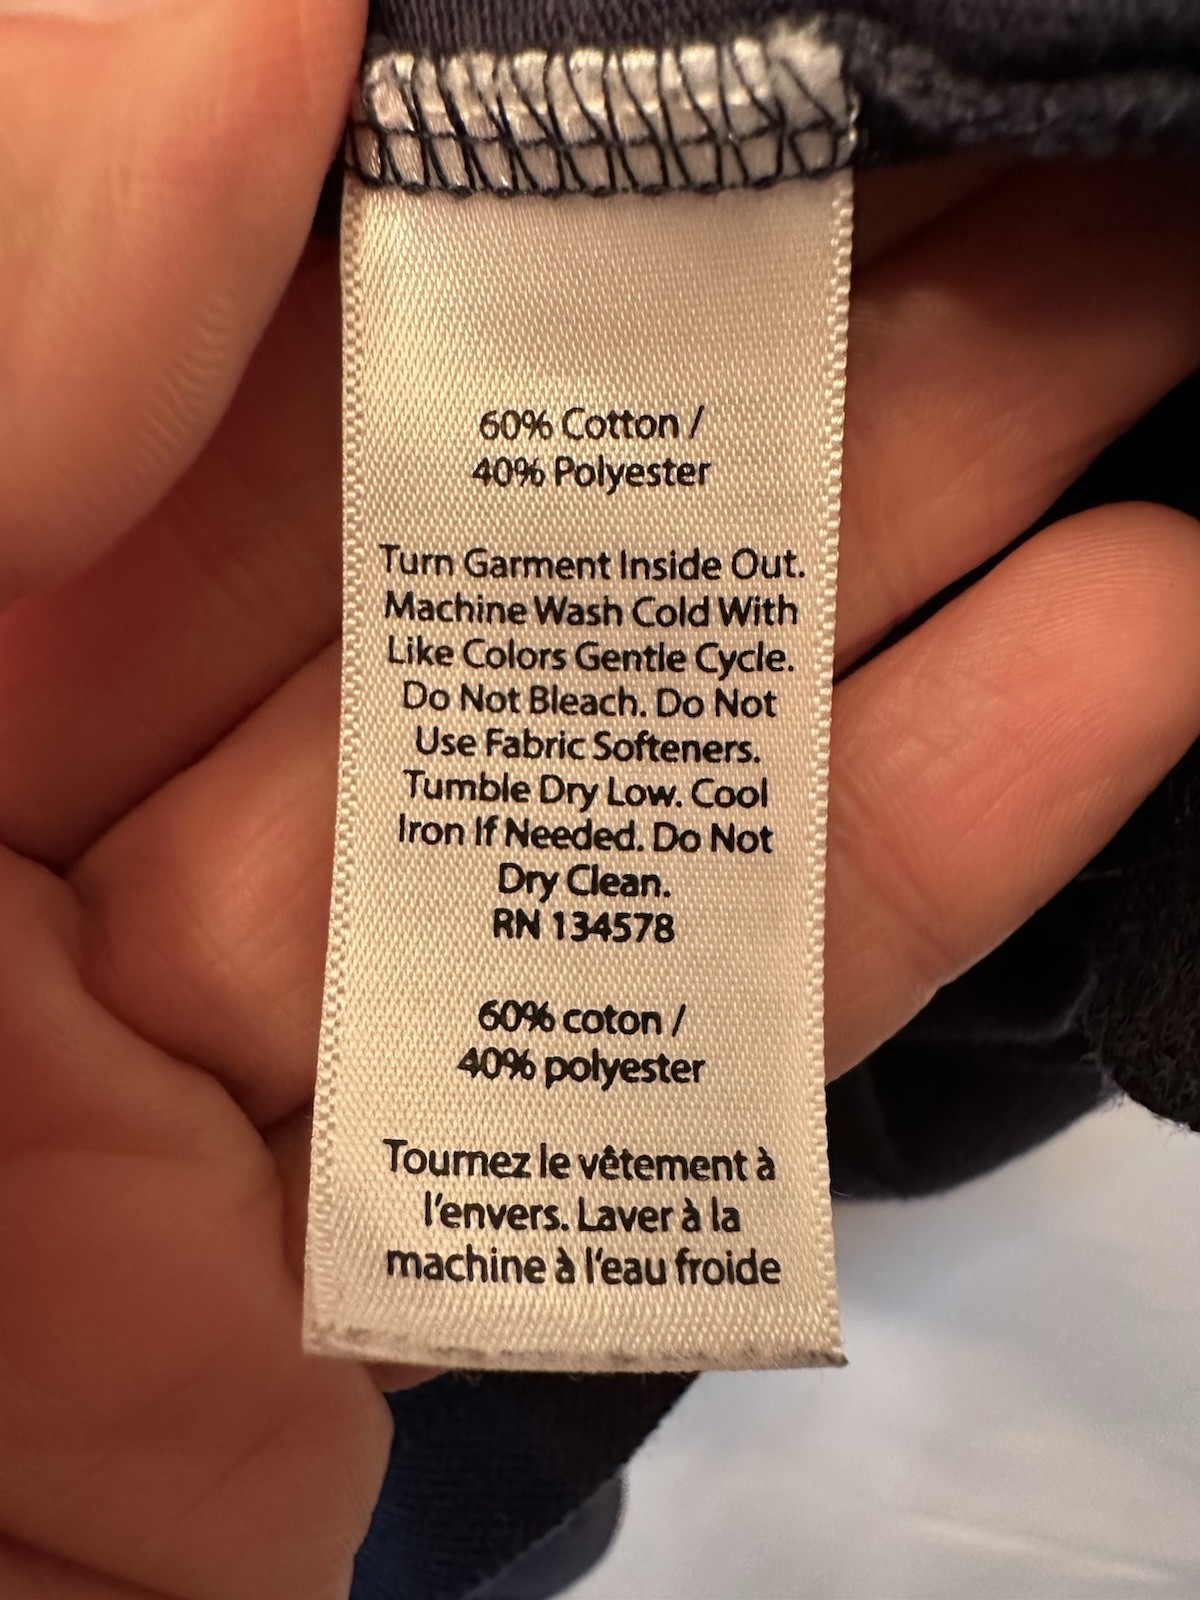 60% Cotton /
40% Polyester
Turn Garment Inside Out.
Machine Wash Cold With
Like Colors Gentle Cycle.
Do Not Bleach. Do Not
Use Fabric Softeners.
Tumble Dry Low. Cool
Iron If Needed. Do Not
Dry Clean.
RN 134578
60% coton /
40% polyester
Tournez le vêtement à
l'envers. Laver à la
machine à l'eau froide